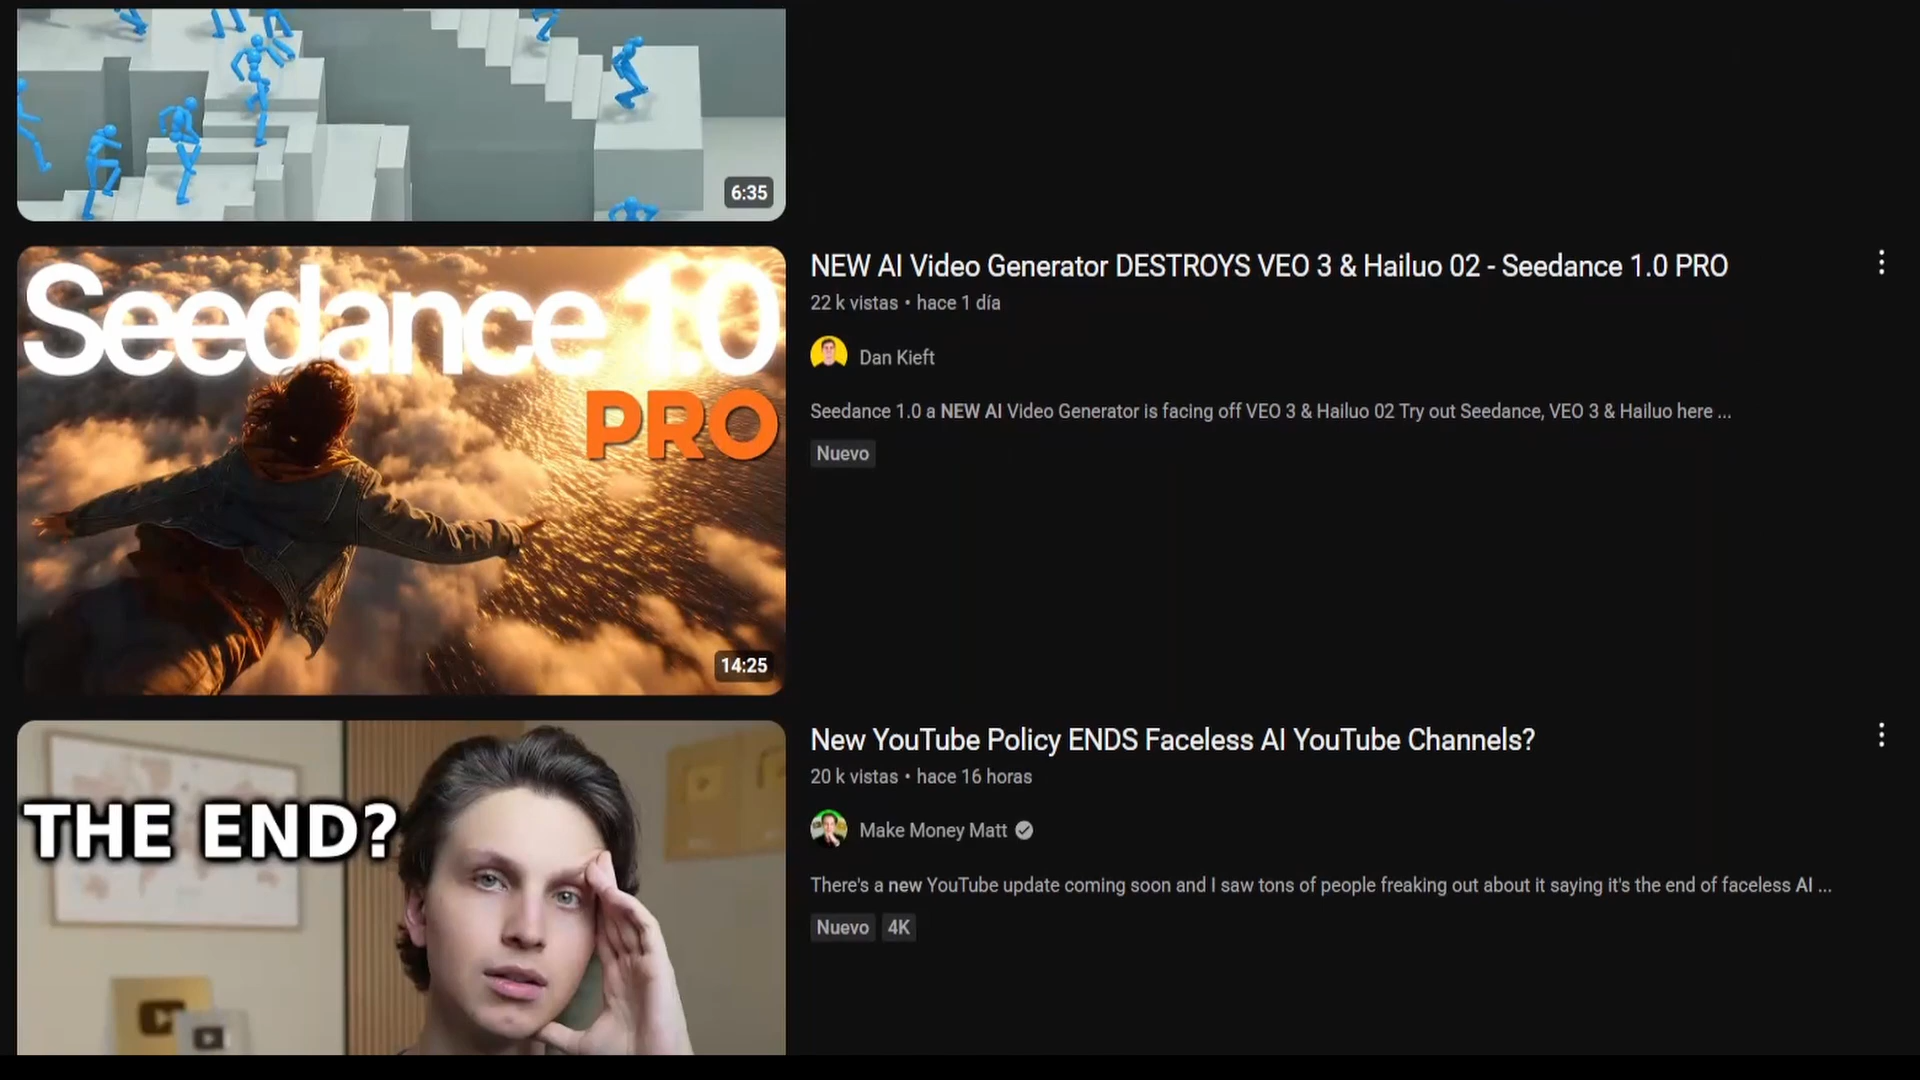 6:35
Seedance 1.0
PRO
14:25
NEW AI Video Generator DESTROYS VEO 3 & Hailuo 02 - Seedance 1.0 PRO
22 k vistas • hace 1 día
Dan Kieft
Seedance 1.0 a NEW AI Video Generator is facing off VEO 3 & Hailuo 02 Try out Seedance, VEO 3 & Hailuo here ...
Nuevo
THE END?
New YouTube Policy ENDS Faceless AI YouTube Channels?
20 k vistas • hace 16 horas
Make Money Matt
There's a new YouTube update coming soon and I saw tons of people freaking out about it saying it's the end of faceless AI ...
Nuevo 4K